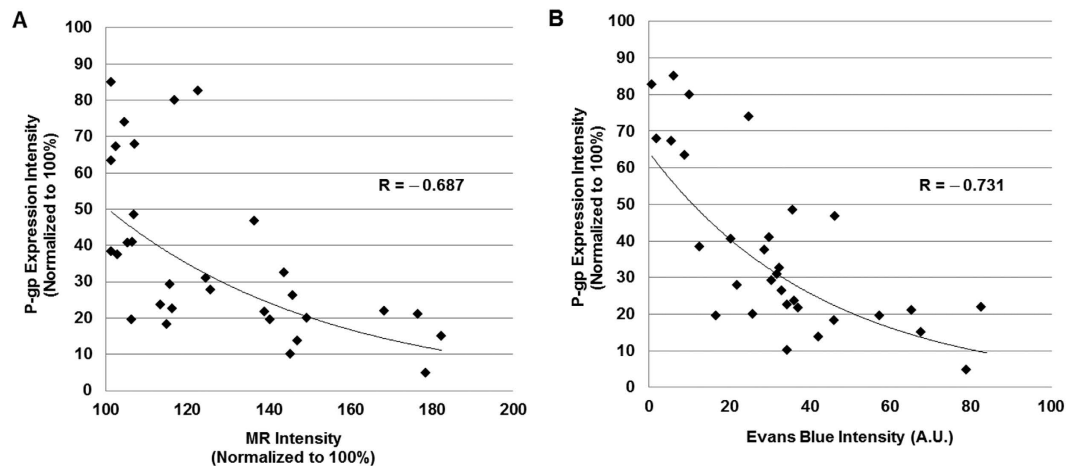 A
100
90
80
70
60
50
40
30
20
10
0
P-gp Expression Intensity
(Normalized to 100%)
R = −0.687
100 120 140 160 180 200
MR Intensity
(Normalized to 100%)
B
100
90
80
70
60
50
40
30
20
10
0
P-gp Expression Intensity
(Normalized to 100%)
R = −0.731
0 20 40 60 80 100
Evans Blue Intensity (A.U.)